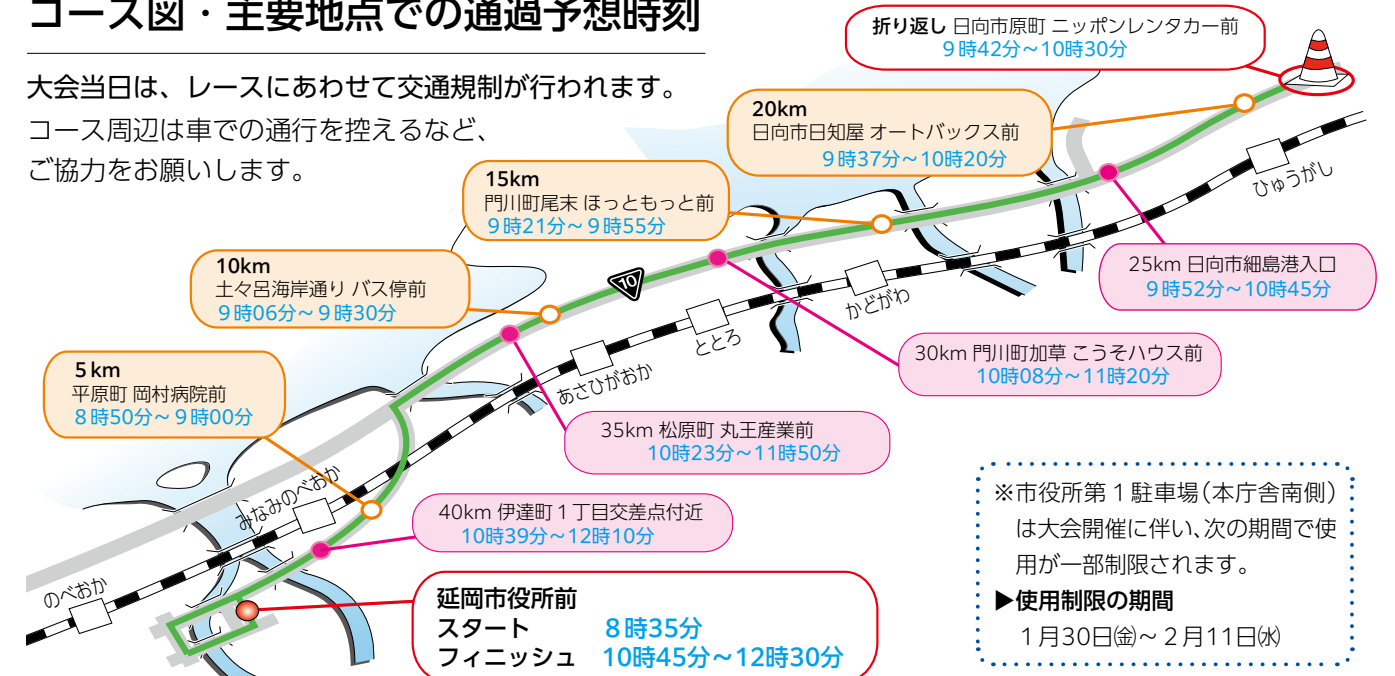 コース図・主要地点での通過予想時刻
大会当日は、レースにあわせて交通規制が行われます。
コース周辺は車での通行を控えるなど、
ご協力をお願いします。
折り返し 日向市原町 ニッポンレンタカー前
9時42分～10時30分
20km
日向市日知屋 オートバックス前
9時37分～10時20分
15km
門川町尾末 ほっともっと前
9時21分～9時55分
10km
土々呂海岸通り バス停前
9時06分～9時30分
5km
平原町 岡村病院前
8時50分～9時00分
10
ひゅうがし
かどがわ
ととろ
あさひがおか
みなみのべおか
のべおか
25km 日向市細島港入口
9時52分～10時45分
30km 門川町加草 こうそハウス前
10時08分～11時20分
35km 松原町 丸王産業前
10時23分～11時50分
40km 伊達町1丁目交差点付近
10時39分～12時10分
延岡市役所前
スタート 8時35分
フィニッシュ 10時45分～12時30分
※市役所第1駐車場(本庁舎南側)
は大会開催に伴い、次の期間で使
用が一部制限されます。
▶使用制限の期間
1月30日㈮～2月11日㈬